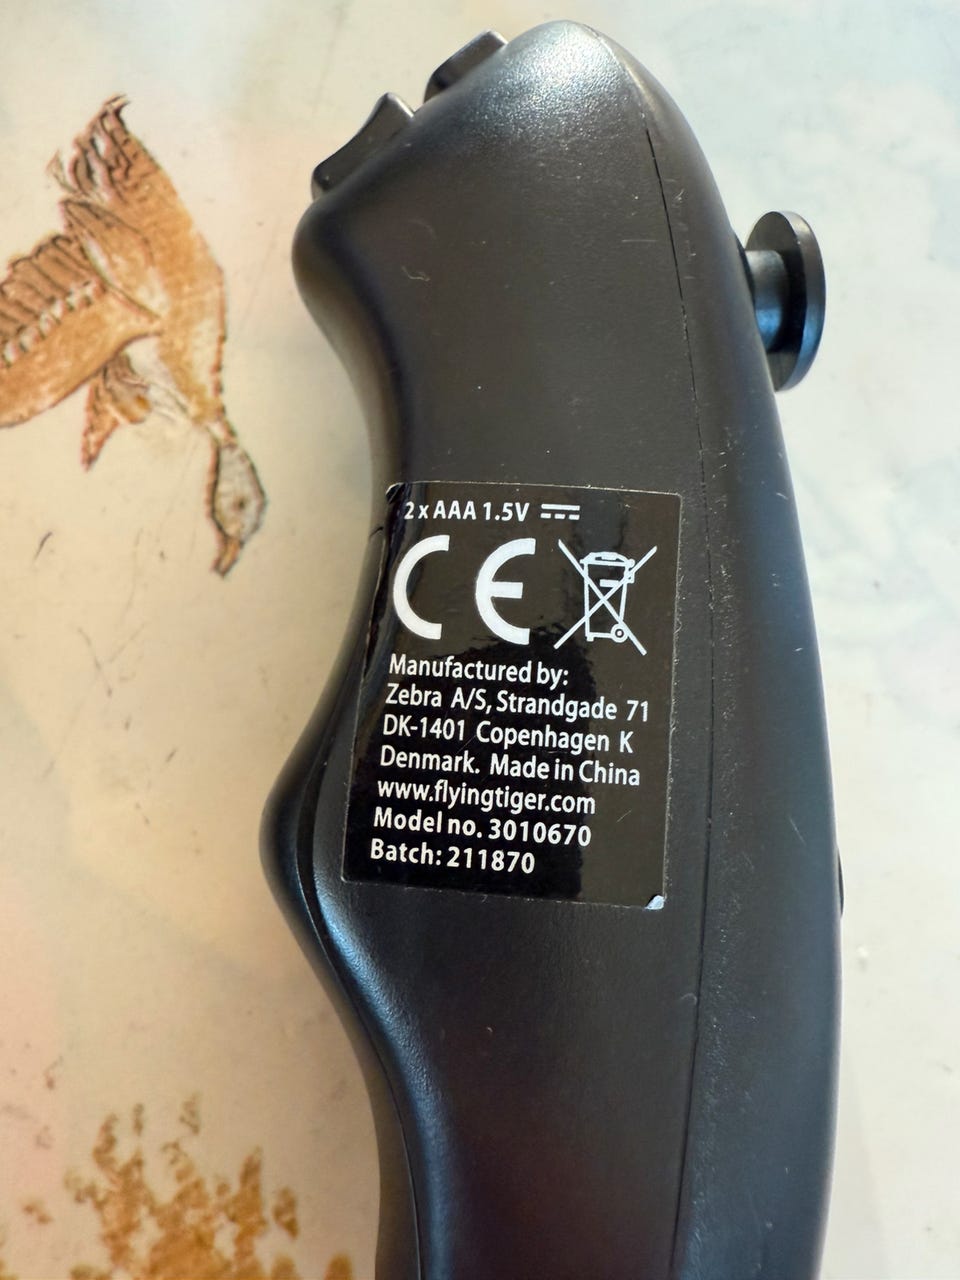 2 x AAA 1.5V
CE
Manufactured by:
Zebra A/S, Strandgade 71
DK-1401 Copenhagen K
Denmark. Made in China
www.flyingtiger.com
Model no. 3010670
Batch: 211870